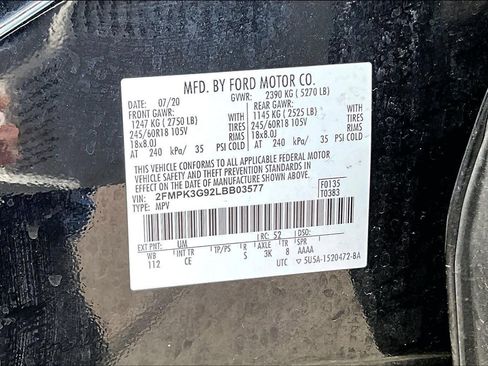 MFD. BY FORD MOTOR CO.
DATE: 07/20 GVWR: 2390 KG ( 5270 LB)
FRONT GAWR: REAR GAWR:
1247 KG ( 2750 LB) WITH 1145 KG ( 2525 LB) WITH
245/60R18 105V TIRES 245/60R18 105V TIRES
18x8.0J RIMS 18x8.0J RIMS
AT 240 kPa/ 35 PSI COLD AT 240 kPa/ 35 PSI COLD
THIS VEHICLE CONFORMS TO ALL APPLICABLE FEDERAL MOTOR
VEHICLE SAFETY AND THEFT PREVENTION STANDARDS IN
EFFECT ON THE DATE OF MANUFACTURE SHOWN ABOVE.
VIN: 2FMPK3G92LBB03577 F0135
TYPE: MPV T0383
EXT PNT: UM RC: 52 DSO:
WB INT TR TP/PS R AXLE TR SPR
112 CE S 3K 8 AAAA
UTC 5U5A-1520472-BA